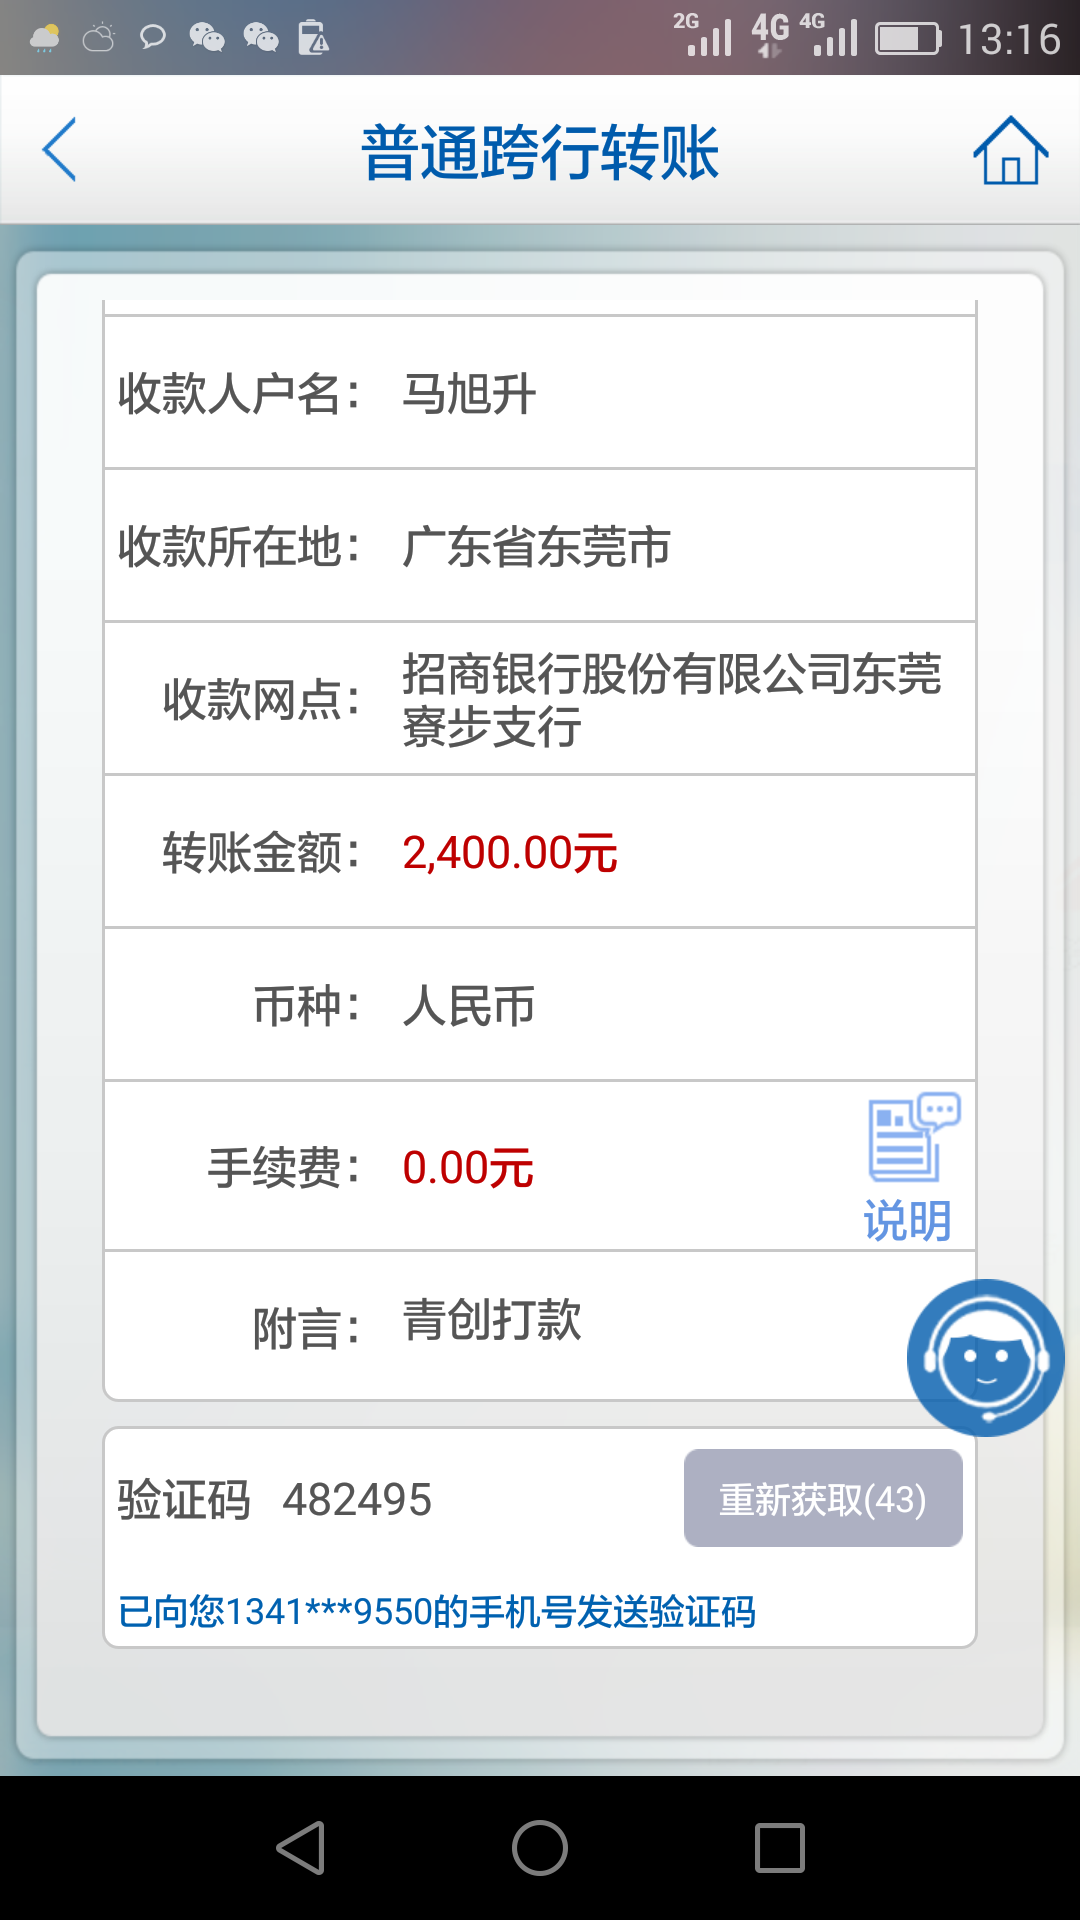 2G 4G 4G 13:16
普通跨行转账
收款人户名： 马旭升
收款所在地： 广东省东莞市
收款网点： 招商银行股份有限公司东莞
寮步支行
转账金额： 2,400.00元
币种： 人民币
手续费： 0.00元
说明
附言： 青创打款
验证码 482495 重新获取(43)
已向您1341***9550的手机号发送验证码